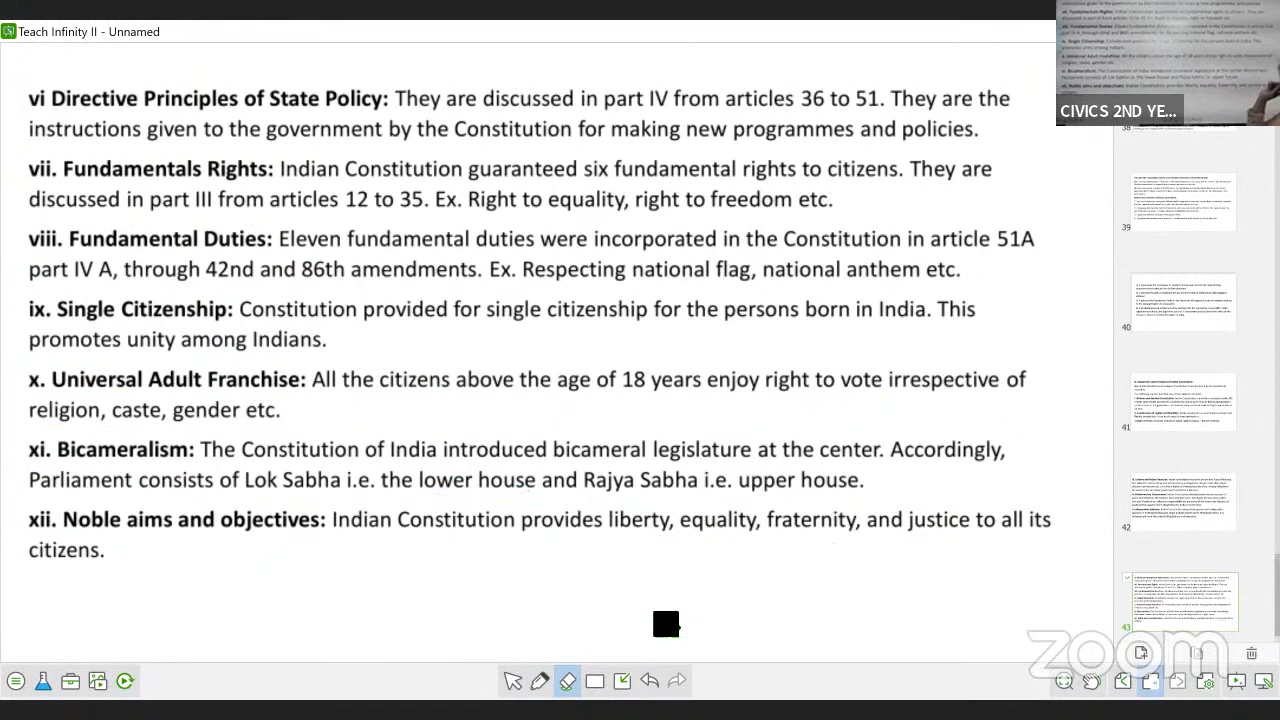 Teach Infinity II - Unnamed
vi Directive Principles of State Policy: They are discussed in part IV from articles 36 to 51. They are the
instructions given to the government by the Constitution for making new programmes and policies.
vii. Fundamentals Rights: Indian Constitution guaranteed six fundamental rights to citizens. They are
discussed in part III from articles 12 to 35. Ex. Right to equality, right to freedom etc.
viii. Fundamental Duties: Eleven fundamental duties were incorporated in the Constitution in article 51A
part IV A, through 42nd and 86th amendments. Ex. Respecting national flag, national anthem etc.
ix. Single Citizenship: Constitution provided for single citizenship for the persons born in India. This
promotes unity among Indians.
x. Universal Adult Franchise: All the citizens above the age of 18 years enjoy right to vote irrespective of
religion, caste, gender etc.
xi. Bicameralism: The Constitution of India introduced bicameral legislature at the center. Accordingly,
Parliament consists of Lok Sabha i.e. the lower house and Rajya Sabha i.e. upper house.
xii. Noble aims and objectives: Indian Constitution provides liberty, equality, fraternity, and justice to all its
citizens.
CIVICS 2ND YE...
38
39
40
41
42
43
zoom